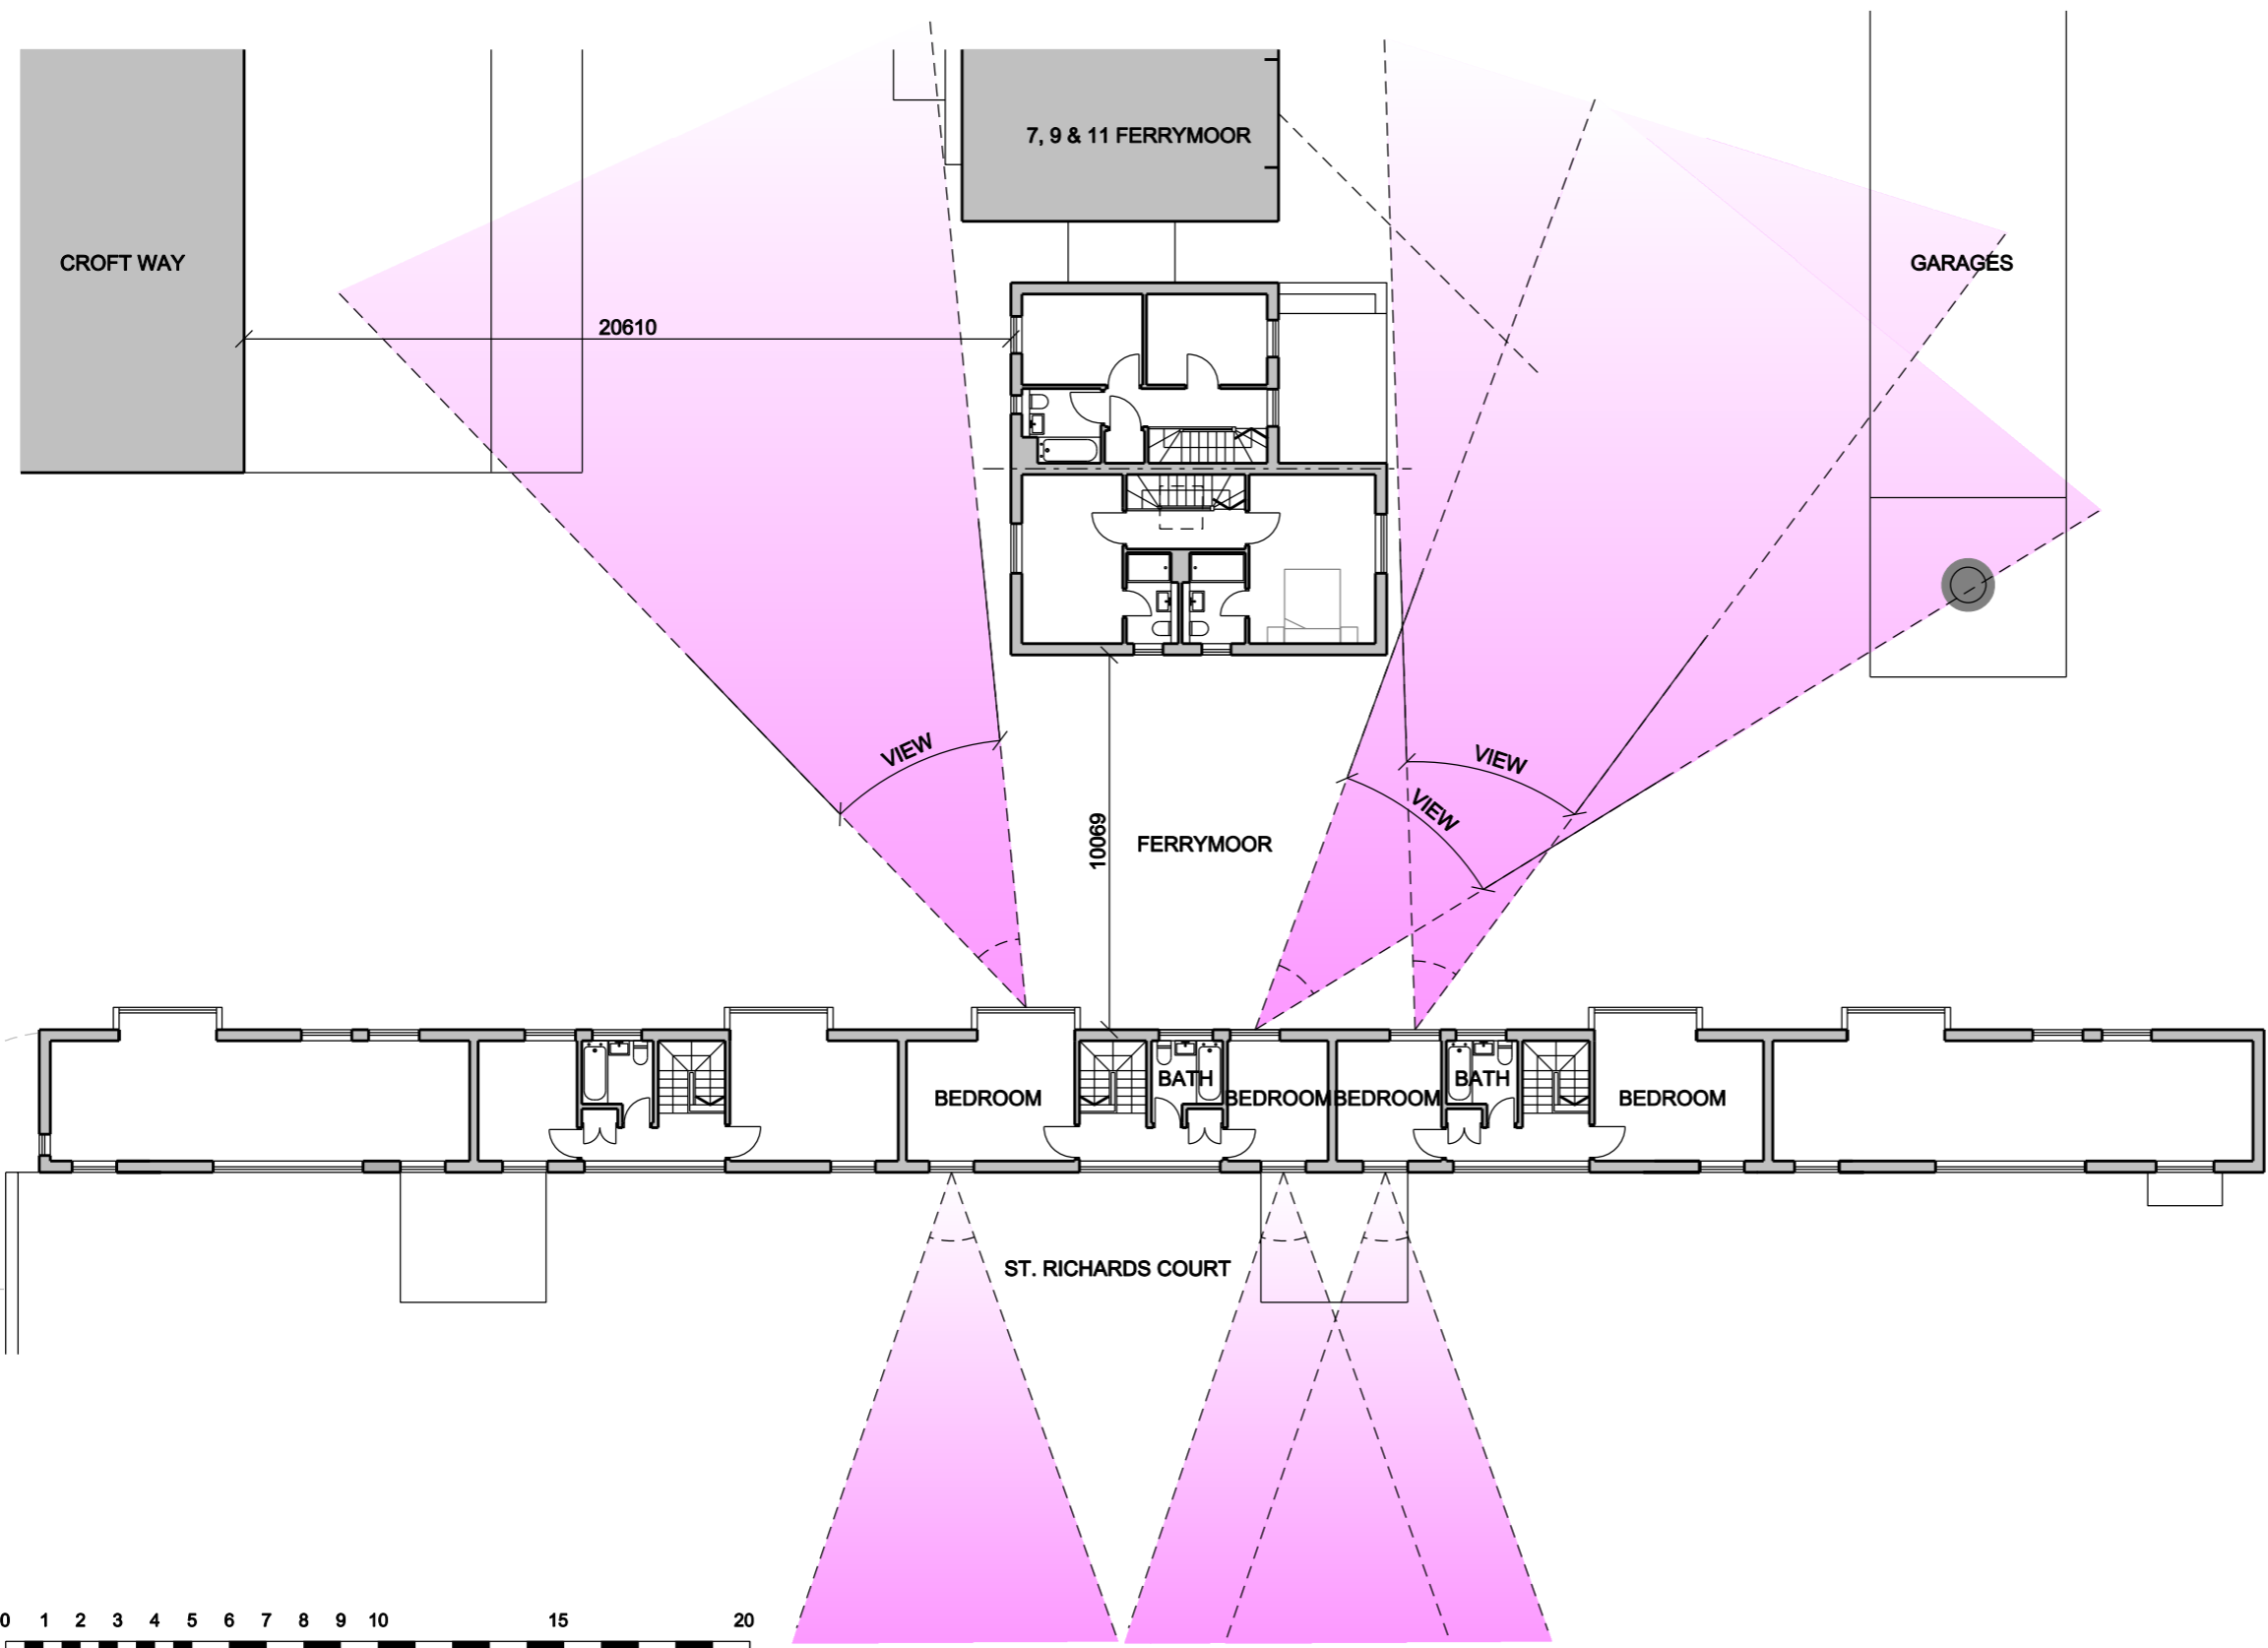 7, 9 & 11 FERRYMOOR
CROFT WAY
GARAGES
20610
VIEW
VIEW
VIEW
10069
FERRYMOOR
BEDROOM
BATH
BEDROOM
BEDROOM
BATH
BEDROOM
ST. RICHARDS COURT
0 1 2 3 4 5 6 7 8 9 10 15 20